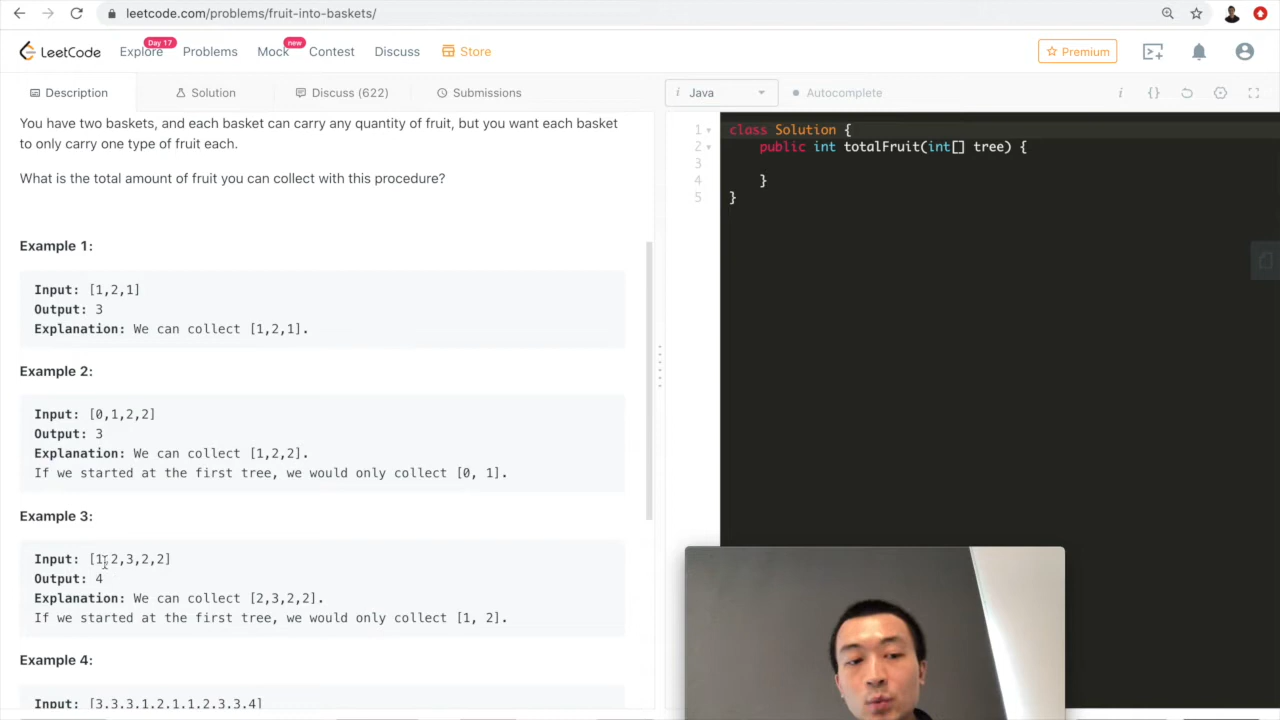 leetcode.com/problems/fruit-into-baskets/
LeetCode
Explore
Day 17
Problems
Mock
new
Contest
Discuss
Store
Premium
Description
Solution
Discuss (622)
Submissions
i Java
Autocomplete
i
{}
You have two baskets, and each basket can carry any quantity of fruit, but you want each basket
to only carry one type of fruit each.
What is the total amount of fruit you can collect with this procedure?
Example 1:
Input: [1,2,1]
Output: 3
Explanation: We can collect [1,2,1].
Example 2:
Input: [0,1,2,2]
Output: 3
Explanation: We can collect [1,2,2].
If we started at the first tree, we would only collect [0, 1].
Example 3:
Input: [1,2,3,2,2]
Output: 4
Explanation: We can collect [2,3,2,2].
If we started at the first tree, we would only collect [1, 2].
Example 4:
Input: [3,3,3,1,2,1,1,2,3,3,4]
1 class Solution {
2 public int totalFruit(int[] tree) {
3
4 }
5 }